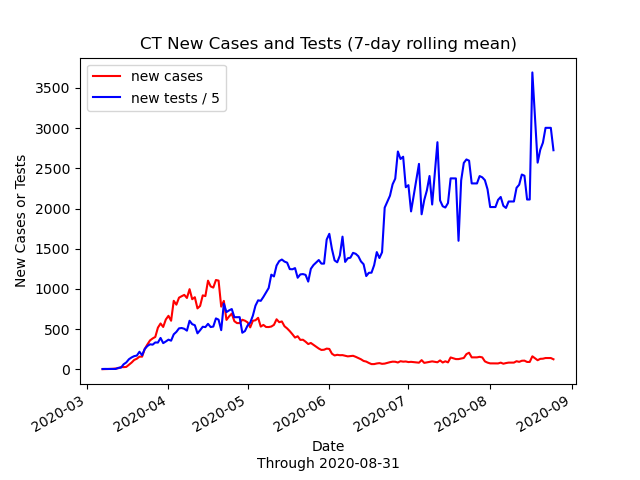 CT New Cases and Tests (7-day rolling mean)
new cases
new tests / 5
New Cases or Tests
3500
3000
2500
2000
1500
1000
500
0
2020-03
2020-04
2020-05
2020-06
2020-07
2020-08
2020-09
Date
Through 2020-08-31